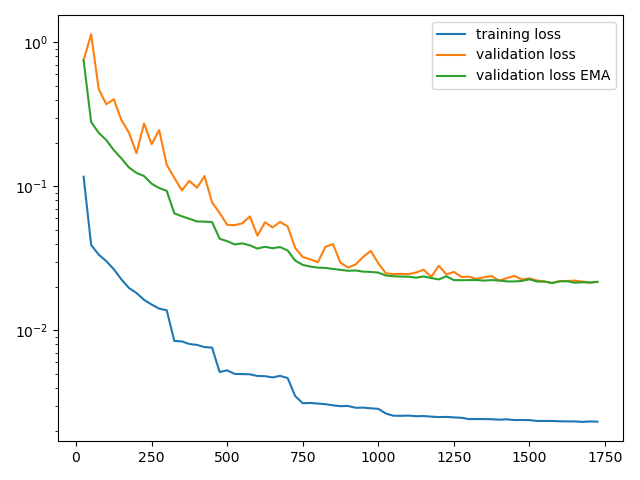 training loss
validation loss
validation loss EMA
10⁰
10⁻¹
10⁻²
0 250 500 750 1000 1250 1500 1750